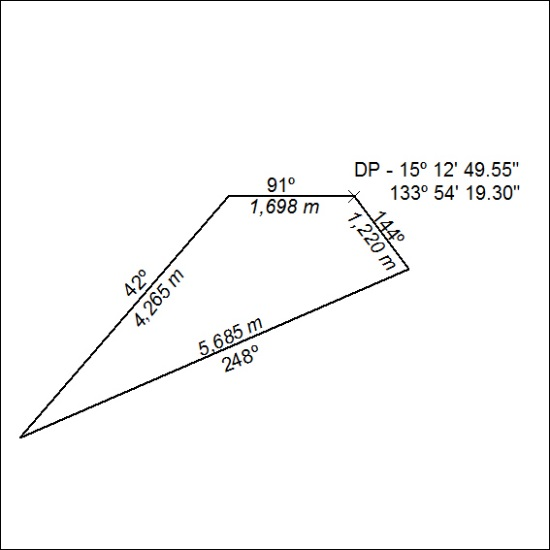 DP - 15º 12' 49.55"
133º 54' 19.30"
91º
1,698 m
144º
1,220 m
42º
4,265 m
5,685 m
248º